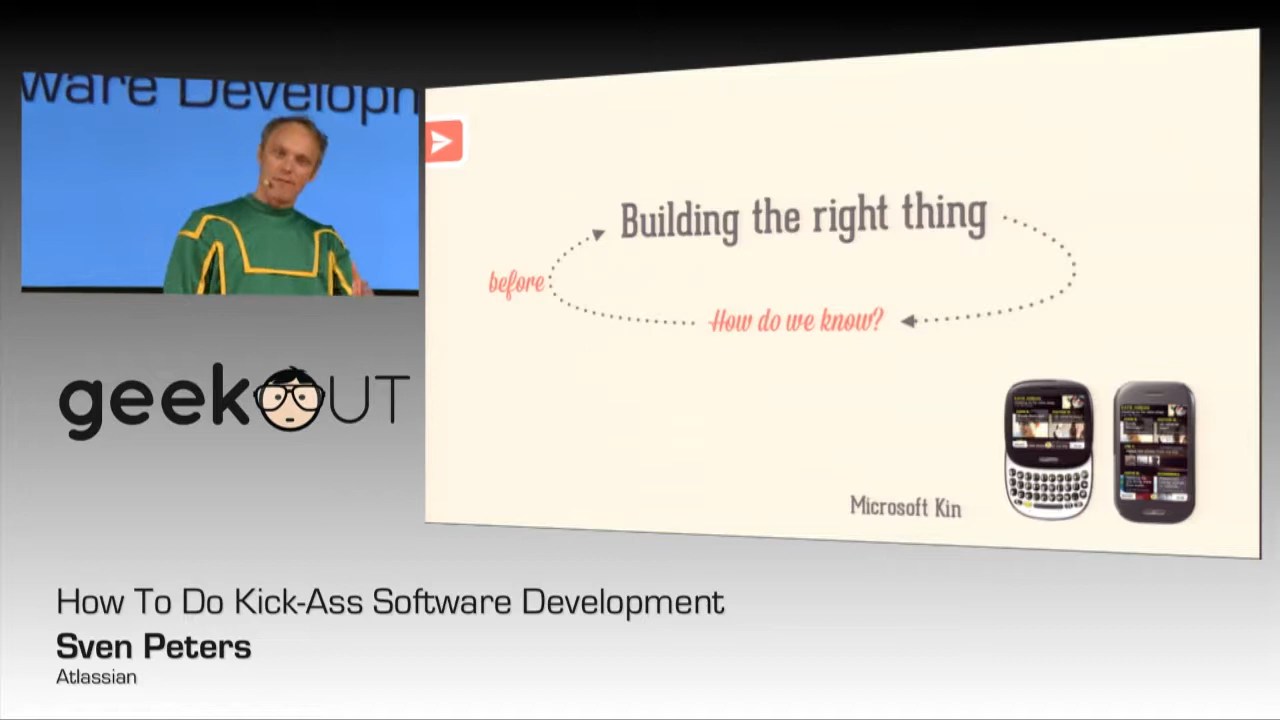 ware Developm
Building the right thing
before
How do we know?
Microsoft Kin
geekOUT
How To Do Kick-Ass Software Development
Sven Peters
Atlassian